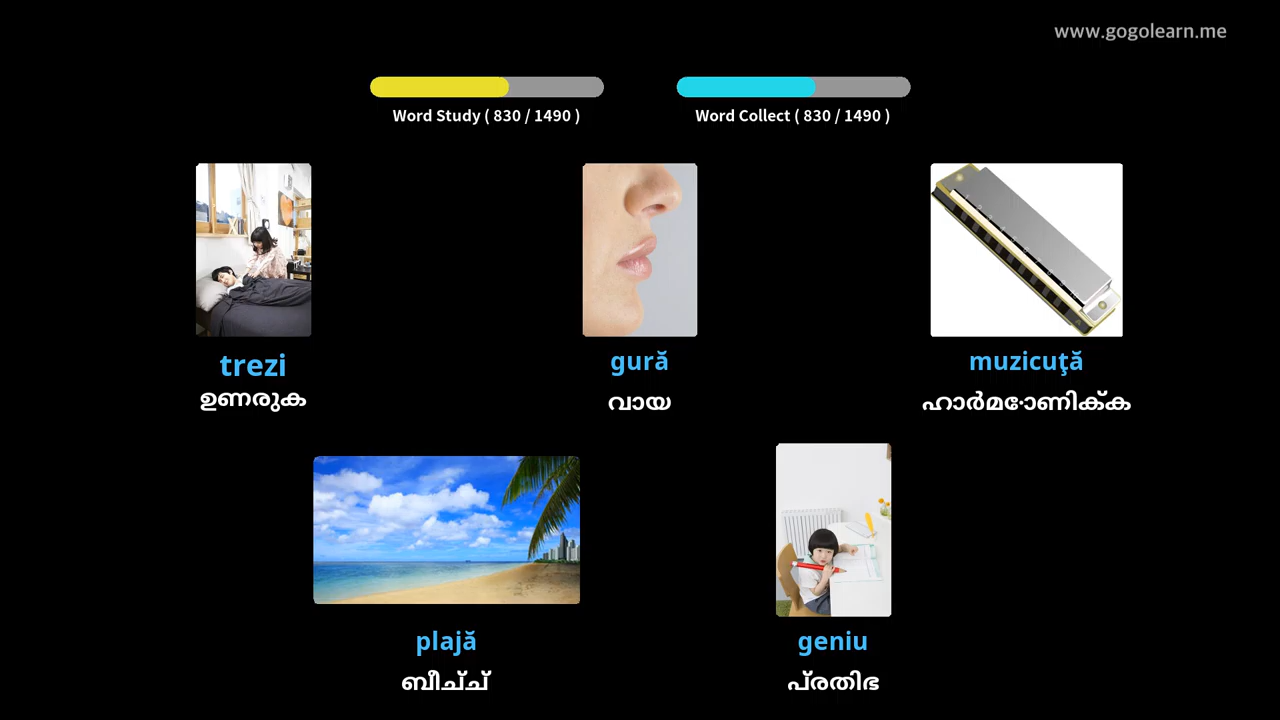 www.gogolearn.me
Word Study ( 830 / 1490 )
Word Collect ( 830 / 1490 )
trezi
ഉണരുക
gură
വായ
muzicuţă
ഹാർമോണിക്ക
plajă
ബീച്ച്
geniu
പ്രതിഭ